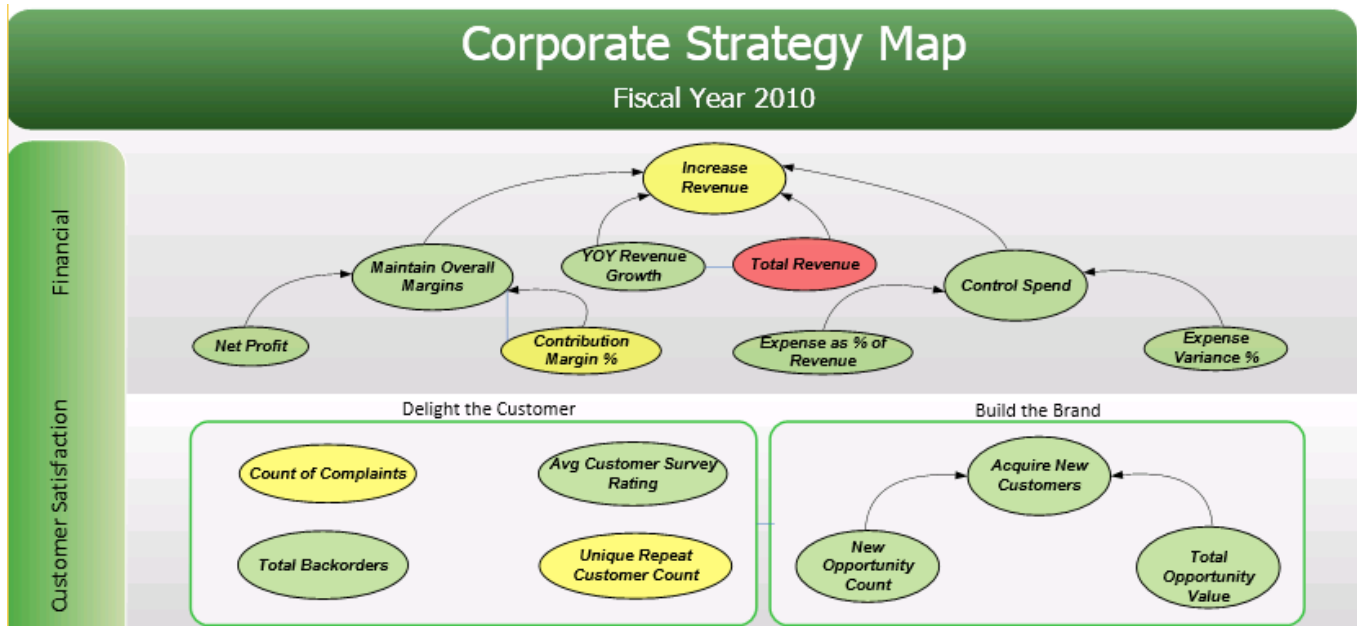 Corporate Strategy Map
Fiscal Year 2010
Financial
Increase
Revenue
Maintain Overall
Margins
YOY Revenue
Growth
Total Revenue
Control Spend
Net Profit
Contribution
Margin %
Expense as % of
Revenue
Expense
Variance %
Customer Satisfaction
Delight the Customer
Count of Complaints
Avg Customer Survey
Rating
Total Backorders
Unique Repeat
Customer Count
Build the Brand
Acquire New
Customers
New
Opportunity
Count
Total
Opportunity
Value